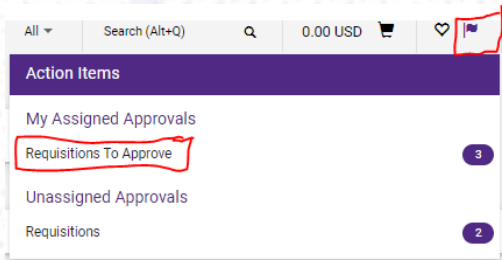 All Search (Alt+Q) 0.00 USD
Action Items
My Assigned Approvals
Requisitions To Approve 3
Unassigned Approvals
Requisitions 2